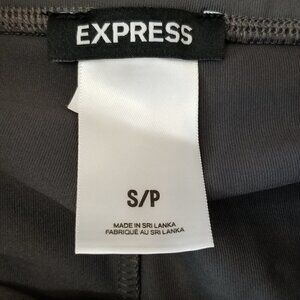 EXPRESS
S/P
MADE IN SRI LANKA
FABRIQUÉ AU SRI LANKA